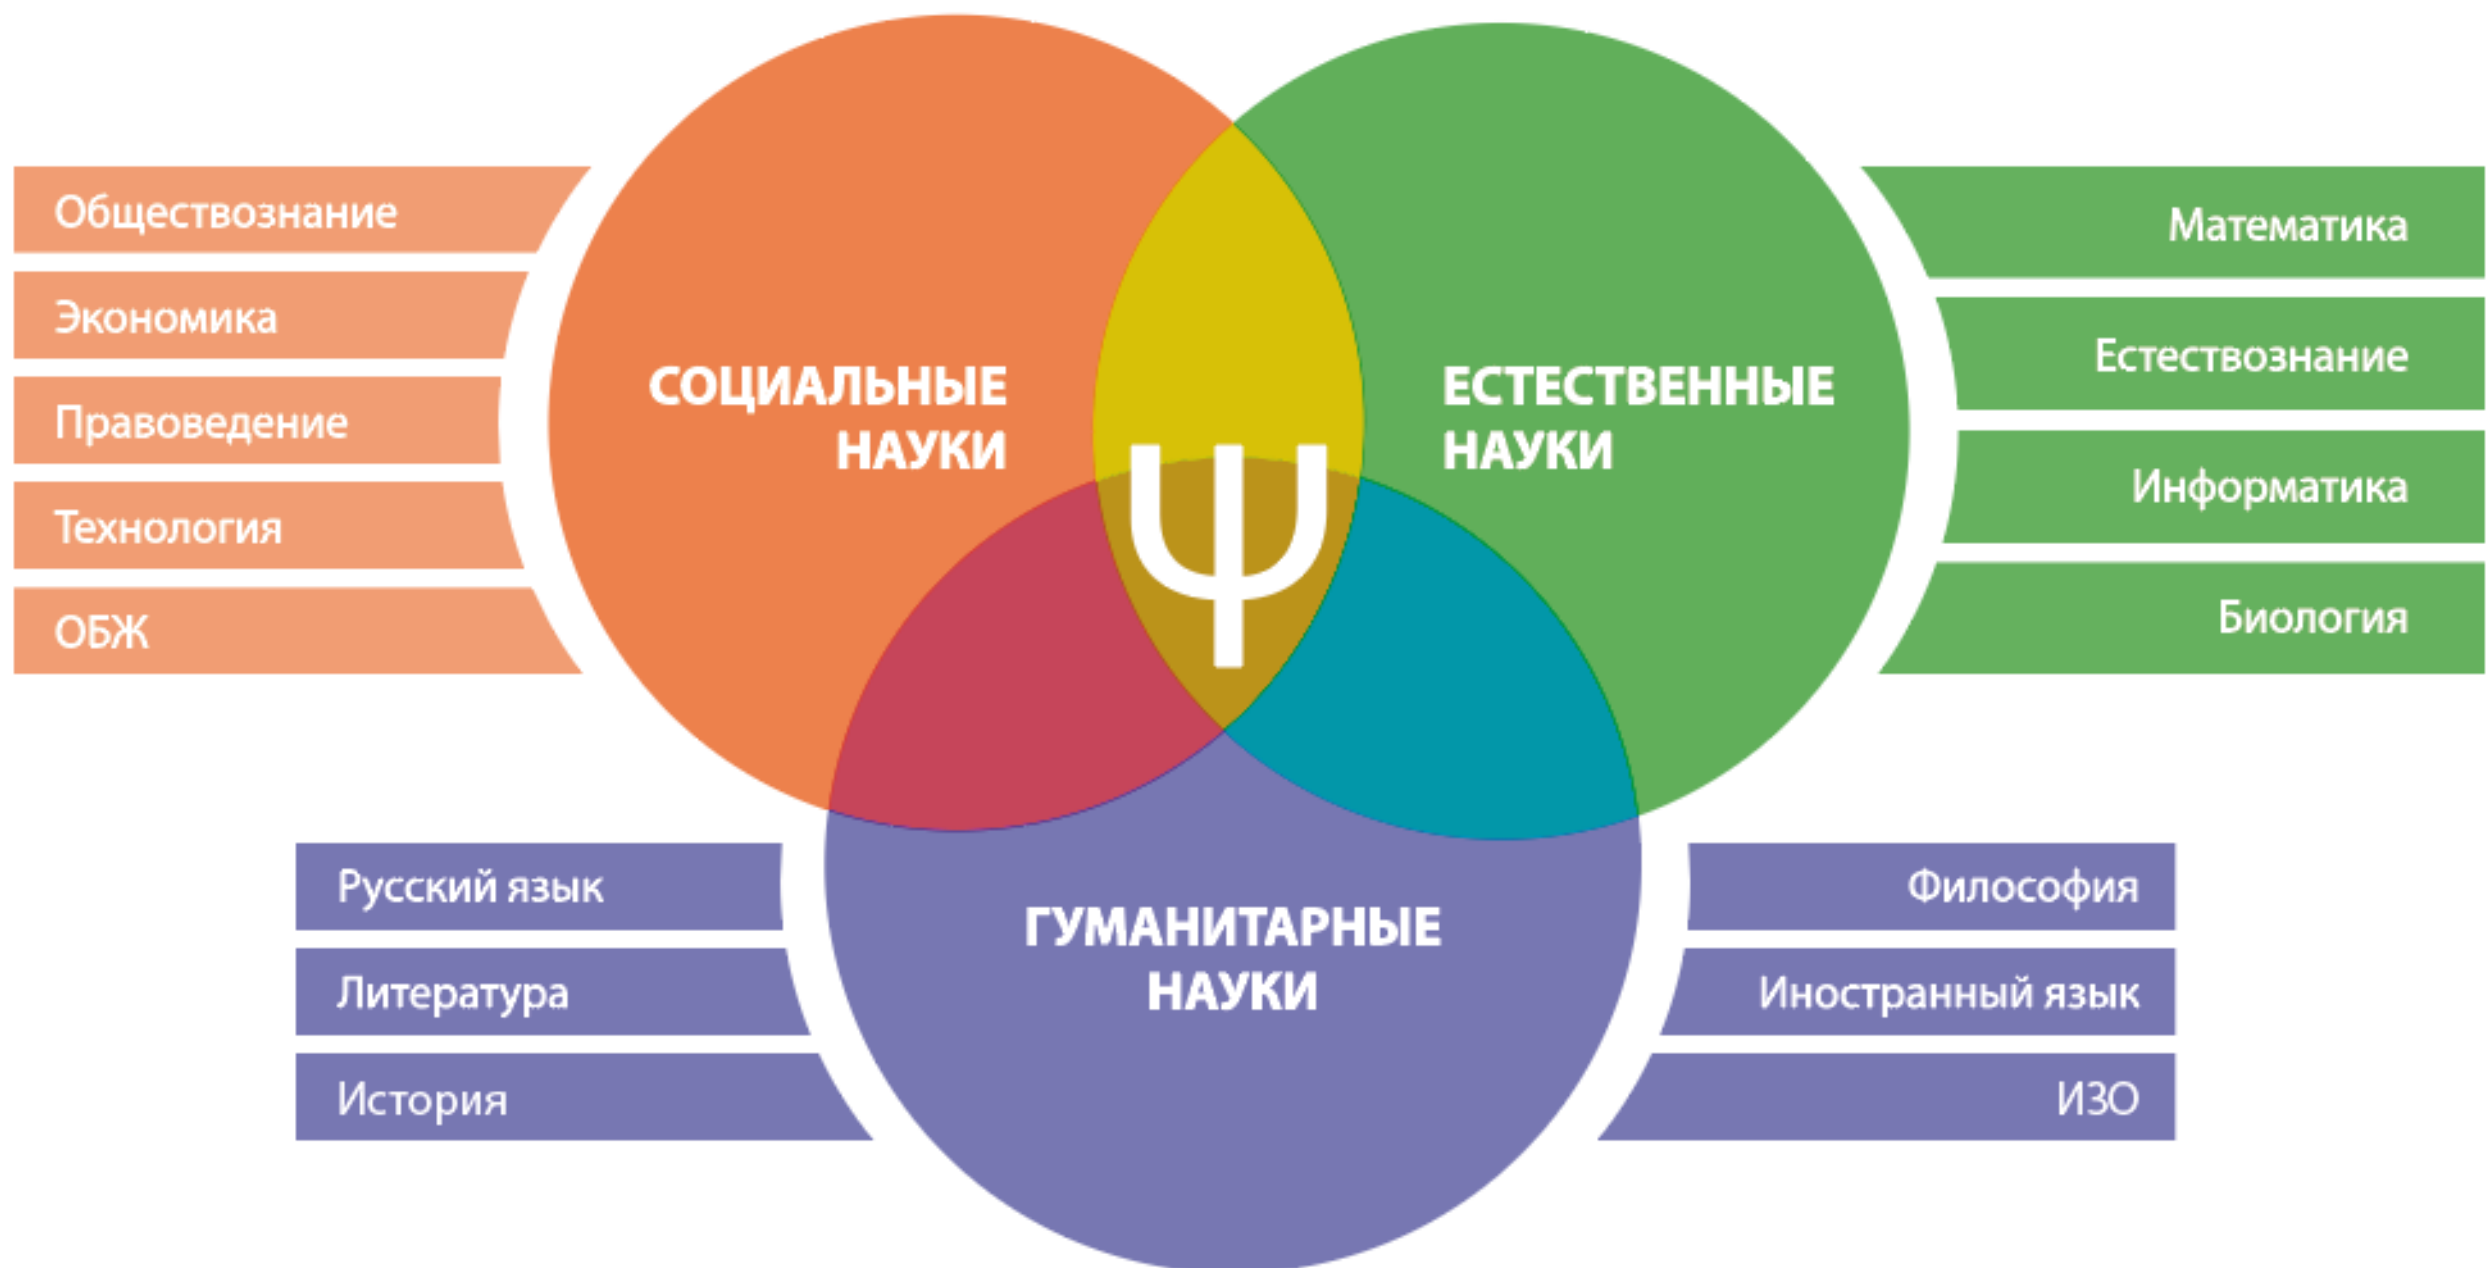 Обществознание
Экономика
Правоведение
Технология
ОБЖ
СОЦИАЛЬНЫЕ
НАУКИ
ψ
ЕСТЕСТВЕННЫЕ
НАУКИ
Математика
Естествознание
Информатика
Биология
Русский язык
Литература
История
ГУМАНИТАРНЫЕ
НАУКИ
Философия
Иностранный язык
ИЗО